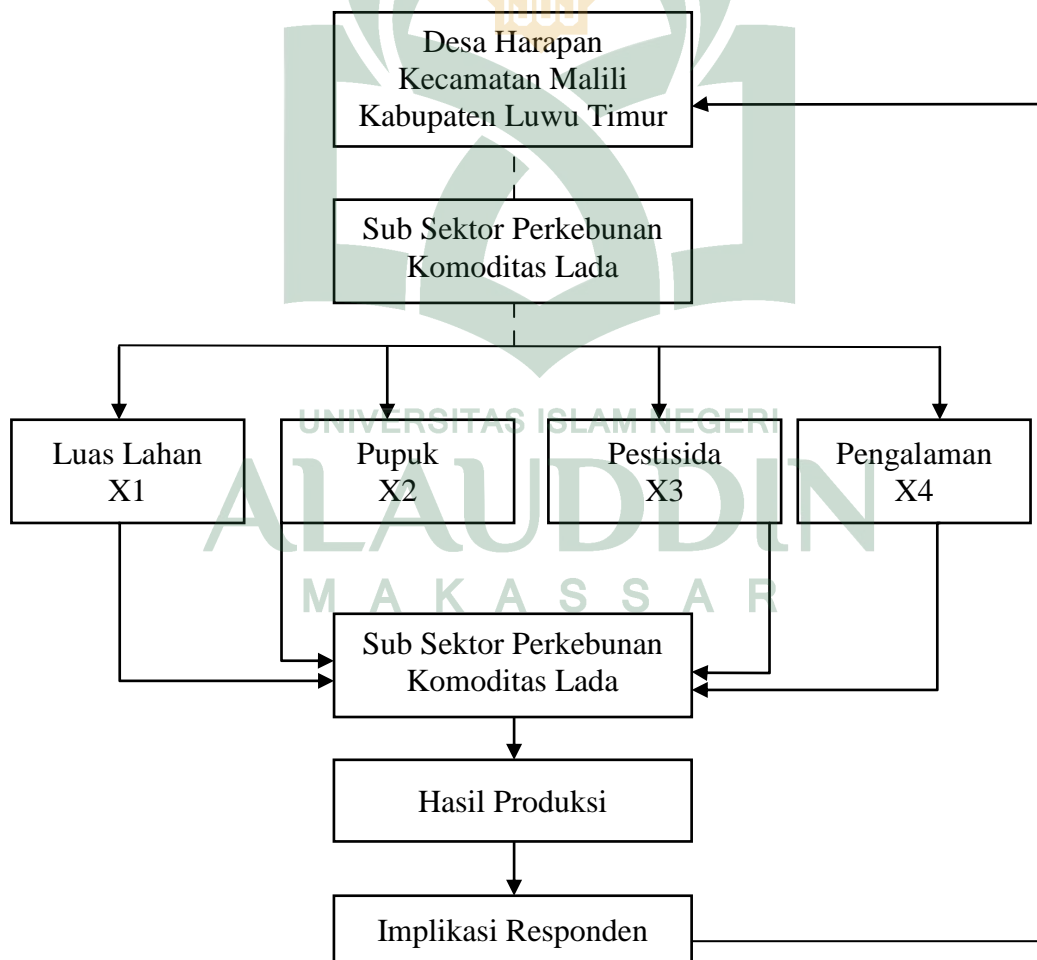 Desa Harapan
Kecamatan Malili
Kabupaten Luwu Timur
Sub Sektor Perkebunan
Komoditas Lada
UNIVERSITAS ISLAM NEGERI
Luas Lahan
X1
Pupuk
X2
Pestisida
X3
Pengalaman
X4
ALAUDDIN
MAKASSAR
Sub Sektor Perkebunan
Komoditas Lada
Hasil Produksi
Implikasi Responden